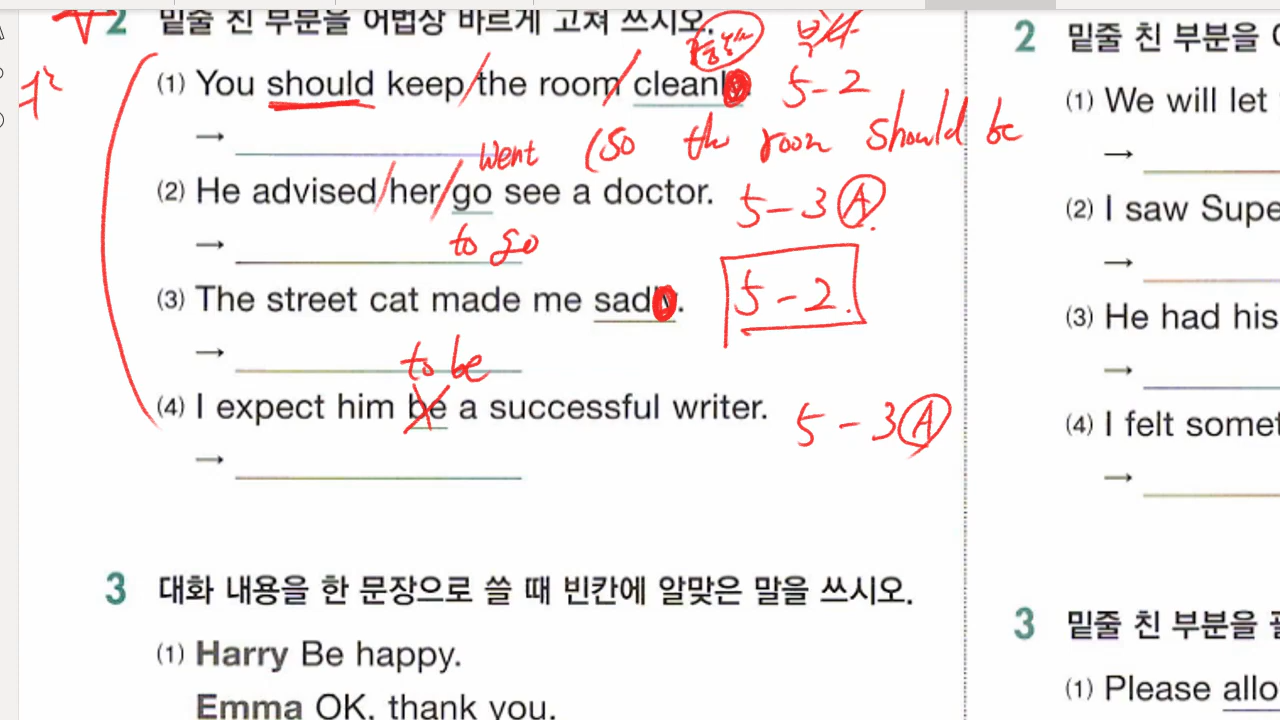 2 밑줄 친 부분을 어법상 바르게 고쳐 쓰시오.
부사
(1) You should keep the room clean 5-2
→
went (so the room should be
(2) He advised her go see a doctor. 5-3 A
→ to go
(3) The street cat made me sad. 5-2.
→
to be
(4) I expect him be a successful writer. 5-3 A
→
3 대화 내용을 한 문장으로 쓸 때 빈칸에 알맞은 말을 쓰시오.
(1) Harry Be happy.
Emma OK, thank you.
2 밑줄 친 부분을
(1) We will let
→
(2) I saw Supe
→
(3) He had his
→
(4) I felt somet
→
3 밑줄 친 부분을
(1) Please allo